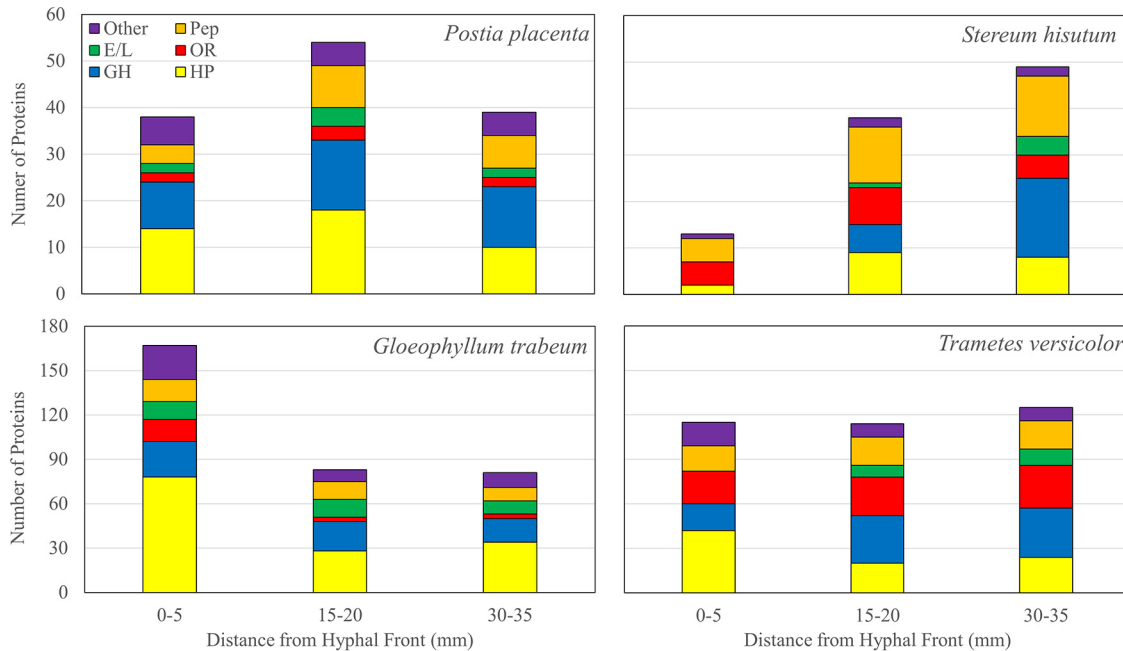 60
50
40
30
20
10
0
Numer of Proteins
Other Pep
E/L OR
GH HP
Postia placenta
Stereum hisutum
180
150
120
90
60
30
0
Number of Proteins
Gloeophyllum trabeum
Trametes versicolor
0-5 15-20 30-35
Distance from Hyphal Front (mm)
0-5 15-20 30-35
Distance from Hyphal Front (mm)